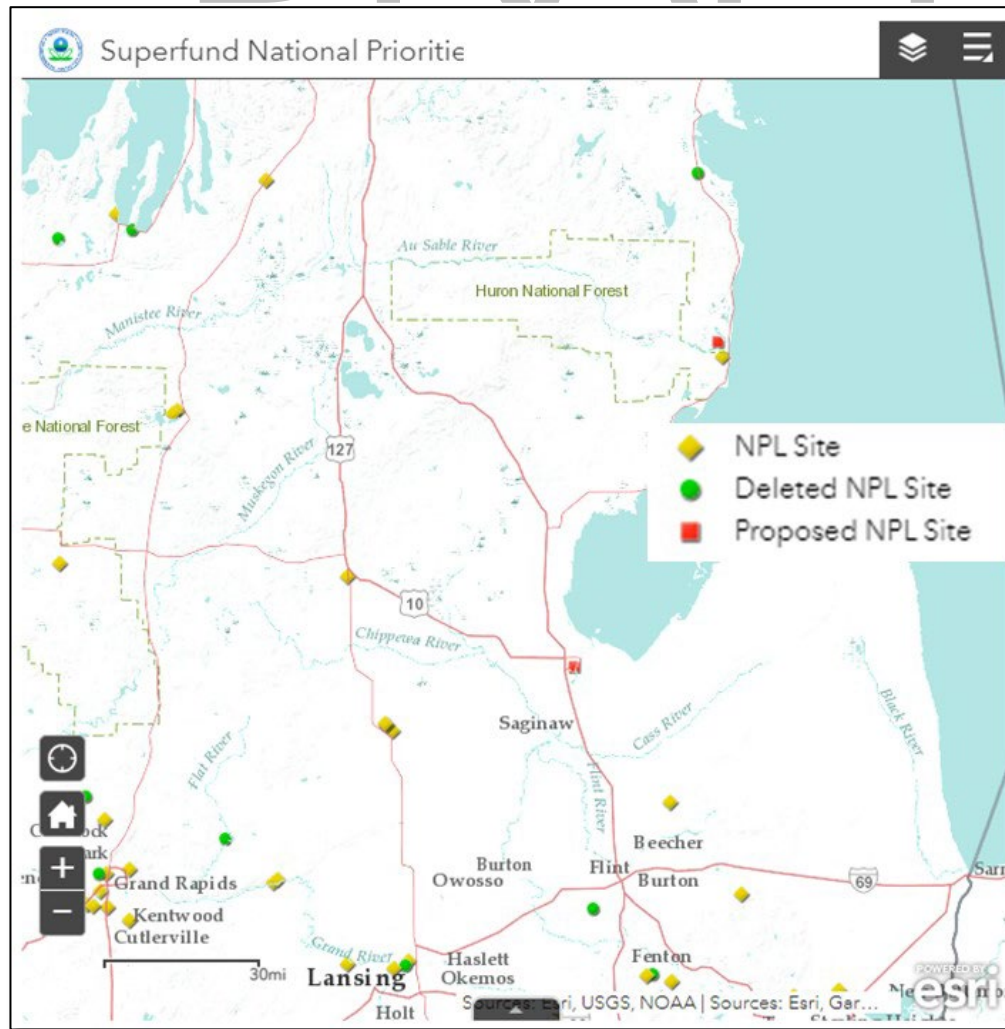 Superfund National Prioritie
Au Sable River
Huron National Forest
Manistee River
e National Forest
127
Muskegon River
NPL Site
Deleted NPL Site
Proposed NPL Site
10
Chippewa River
Saginaw
Cass River
Black River
Flat River
Flint River
Beecher
Burton
Flint
Owosso
Burton
69
Grand Rapids
Kentwood
Cutlerville
Grand River
30mi
Lansing
Haslett
Okemos
Fenton
Holt
POWERED BY
esri
Sources: Esri, USGS, NOAA | Sources: Esri, Gar...